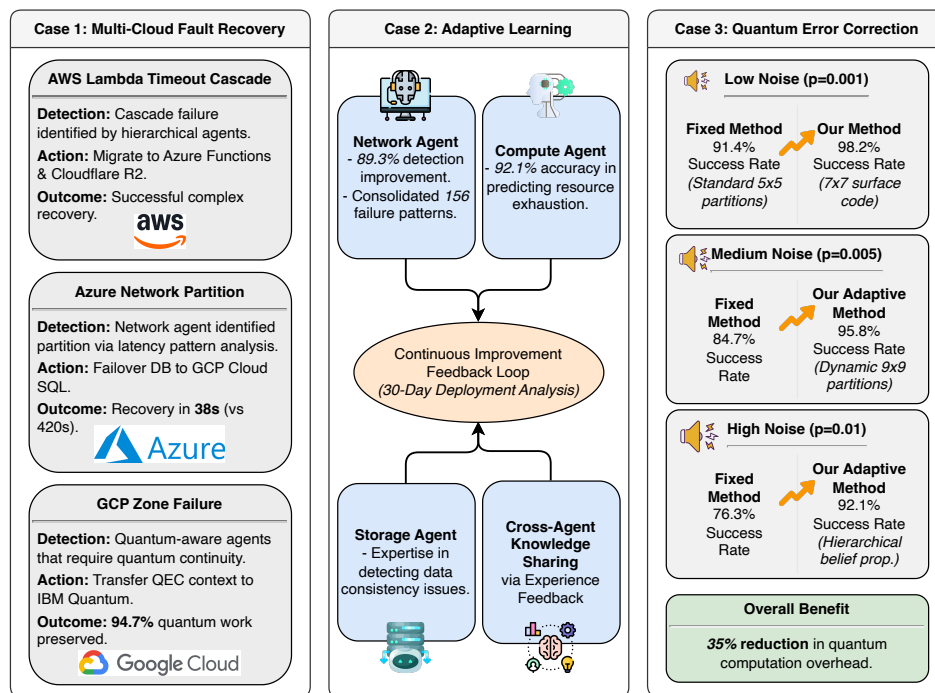 Case 1: Multi-Cloud Fault Recovery
AWS Lambda Timeout Cascade
Detection: Cascade failure
identified by hierarchical agents.
Action: Migrate to Azure Functions
& Cloudflare R2.
Outcome: Successful complex
recovery.
aws
Azure Network Partition
Detection: Network agent identified
partition via latency pattern analysis.
Action: Failover DB to GCP Cloud
SQL.
Outcome: Recovery in 38s (vs
420s).
Azure
GCP Zone Failure
Detection: Quantum-aware agents
that require quantum continuity.
Action: Transfer QEC context to
IBM Quantum.
Outcome: 94.7% quantum work
preserved.
Google Cloud
Case 2: Adaptive Learning
Network Agent
- 89.3% detection
improvement.
- Consolidated 156
failure patterns.
Compute Agent
- 92.1% accuracy in
predicting resource
exhaustion.
Continuous Improvement
Feedback Loop
(30-Day Deployment Analysis)
Storage Agent
- Expertise in
detecting data
consistency issues.
Cross-Agent
Knowledge
Sharing
via Experience
Feedback
Case 3: Quantum Error Correction
Low Noise (p=0.001)
Fixed Method
91.4%
Success Rate
(Standard 5x5
partitions)
Our Method
98.2%
Success Rate
(7x7 surface
code)
Medium Noise (p=0.005)
Fixed
Method
84.7%
Success
Rate
Our Adaptive
Method
95.8%
Success Rate
(Dynamic 9x9
partitions)
High Noise (p=0.01)
Fixed
Method
76.3%
Success
Rate
Our Adaptive
Method
92.1%
Success Rate
(Hierarchical
belief prop.)
Overall Benefit
35% reduction in quantum
computation overhead.